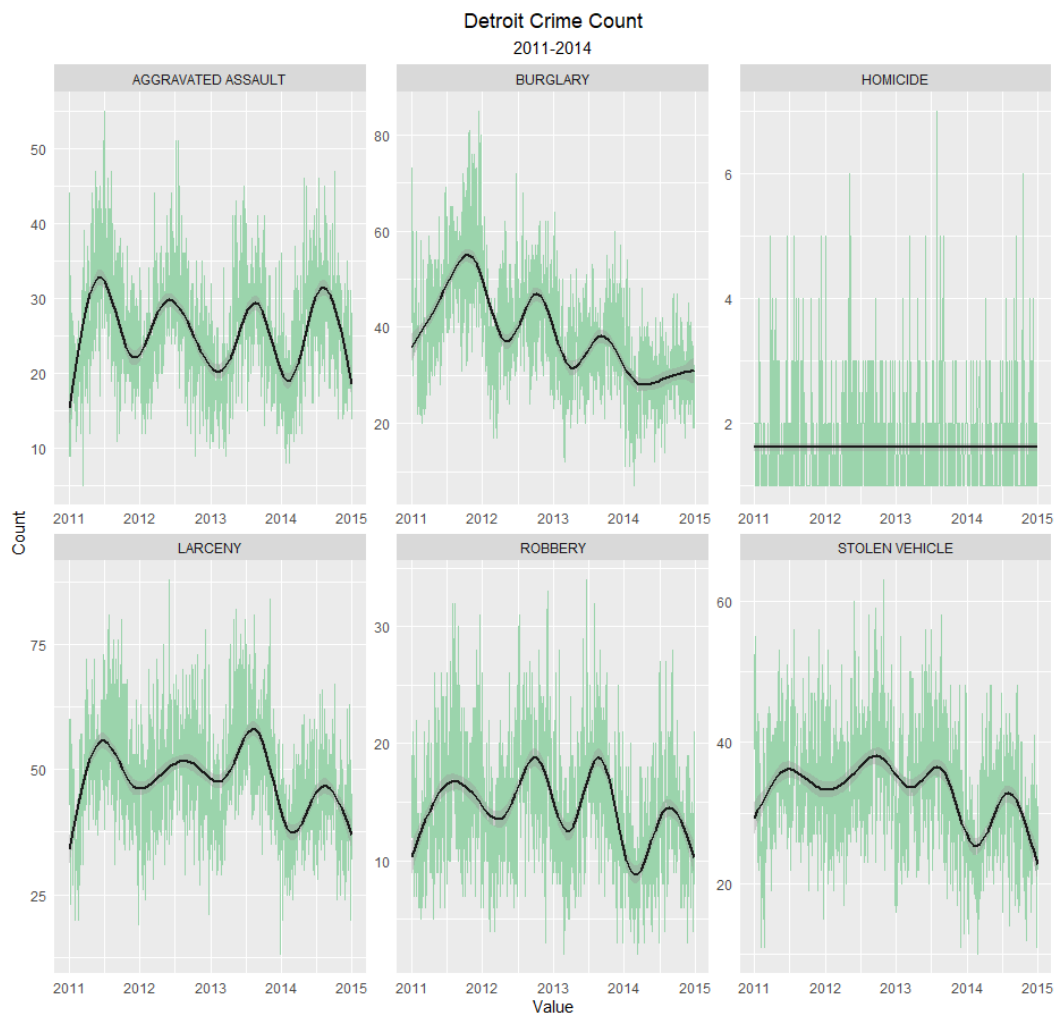 Detroit Crime Count
2011-2014
AGGRAVATED ASSAULT
50
40
30
20
10
2011 2012 2013 2014 2015
BURGLARY
80
60
40
20
2011 2012 2013 2014 2015
HOMICIDE
6
4
2
2011 2012 2013 2014 2015
Count
LARCENY
75
50
25
2011 2012 2013 2014 2015
ROBBERY
30
20
10
2011 2012 2013 2014 2015
STOLEN VEHICLE
60
40
20
2011 2012 2013 2014 2015
Value